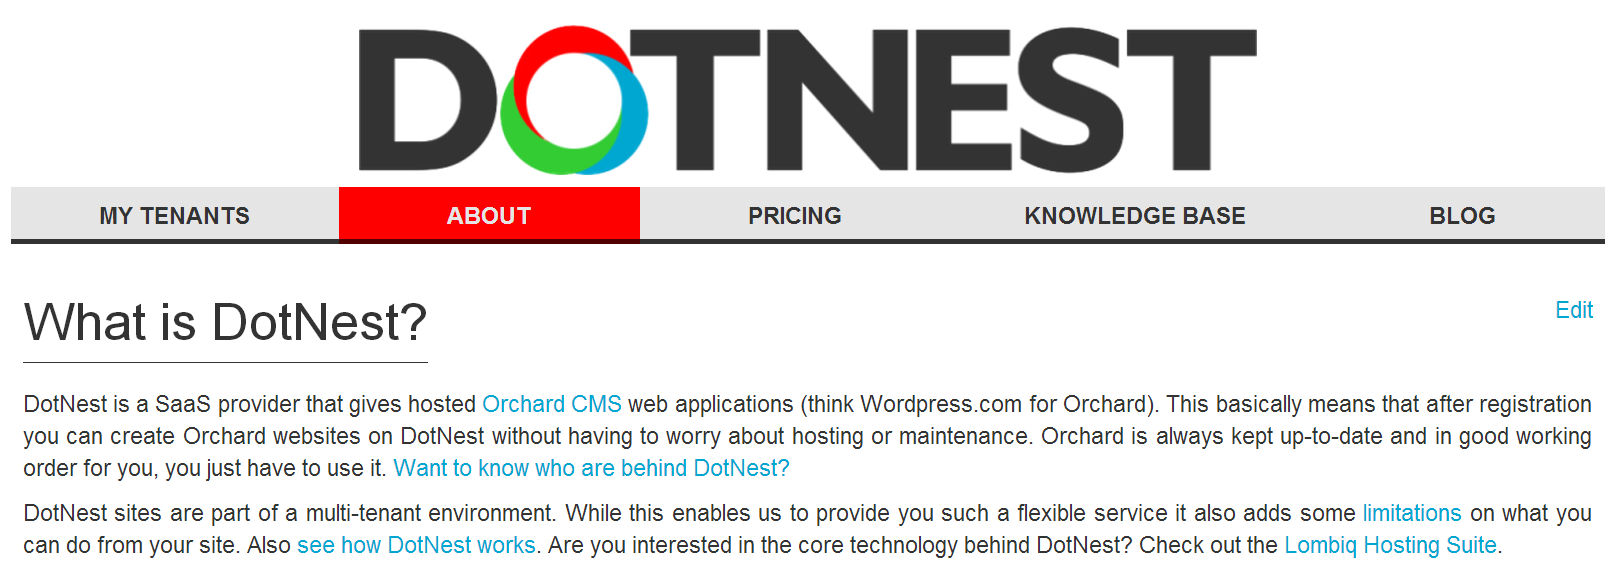 DOTNEST
MY TENANTS ABOUT PRICING KNOWLEDGE BASE BLOG
What is DotNest?
Edit
DotNest is a SaaS provider that gives hosted Orchard CMS web applications (think Wordpress.com for Orchard). This basically means that after registration
you can create Orchard websites on DotNest without having to worry about hosting or maintenance. Orchard is always kept up-to-date and in good working
order for you, you just have to use it. Want to know who are behind DotNest?
DotNest sites are part of a multi-tenant environment. While this enables us to provide you such a flexible service it also adds some limitations on what you
can do from your site. Also see how DotNest works. Are you interested in the core technology behind DotNest? Check out the Lombiq Hosting Suite.